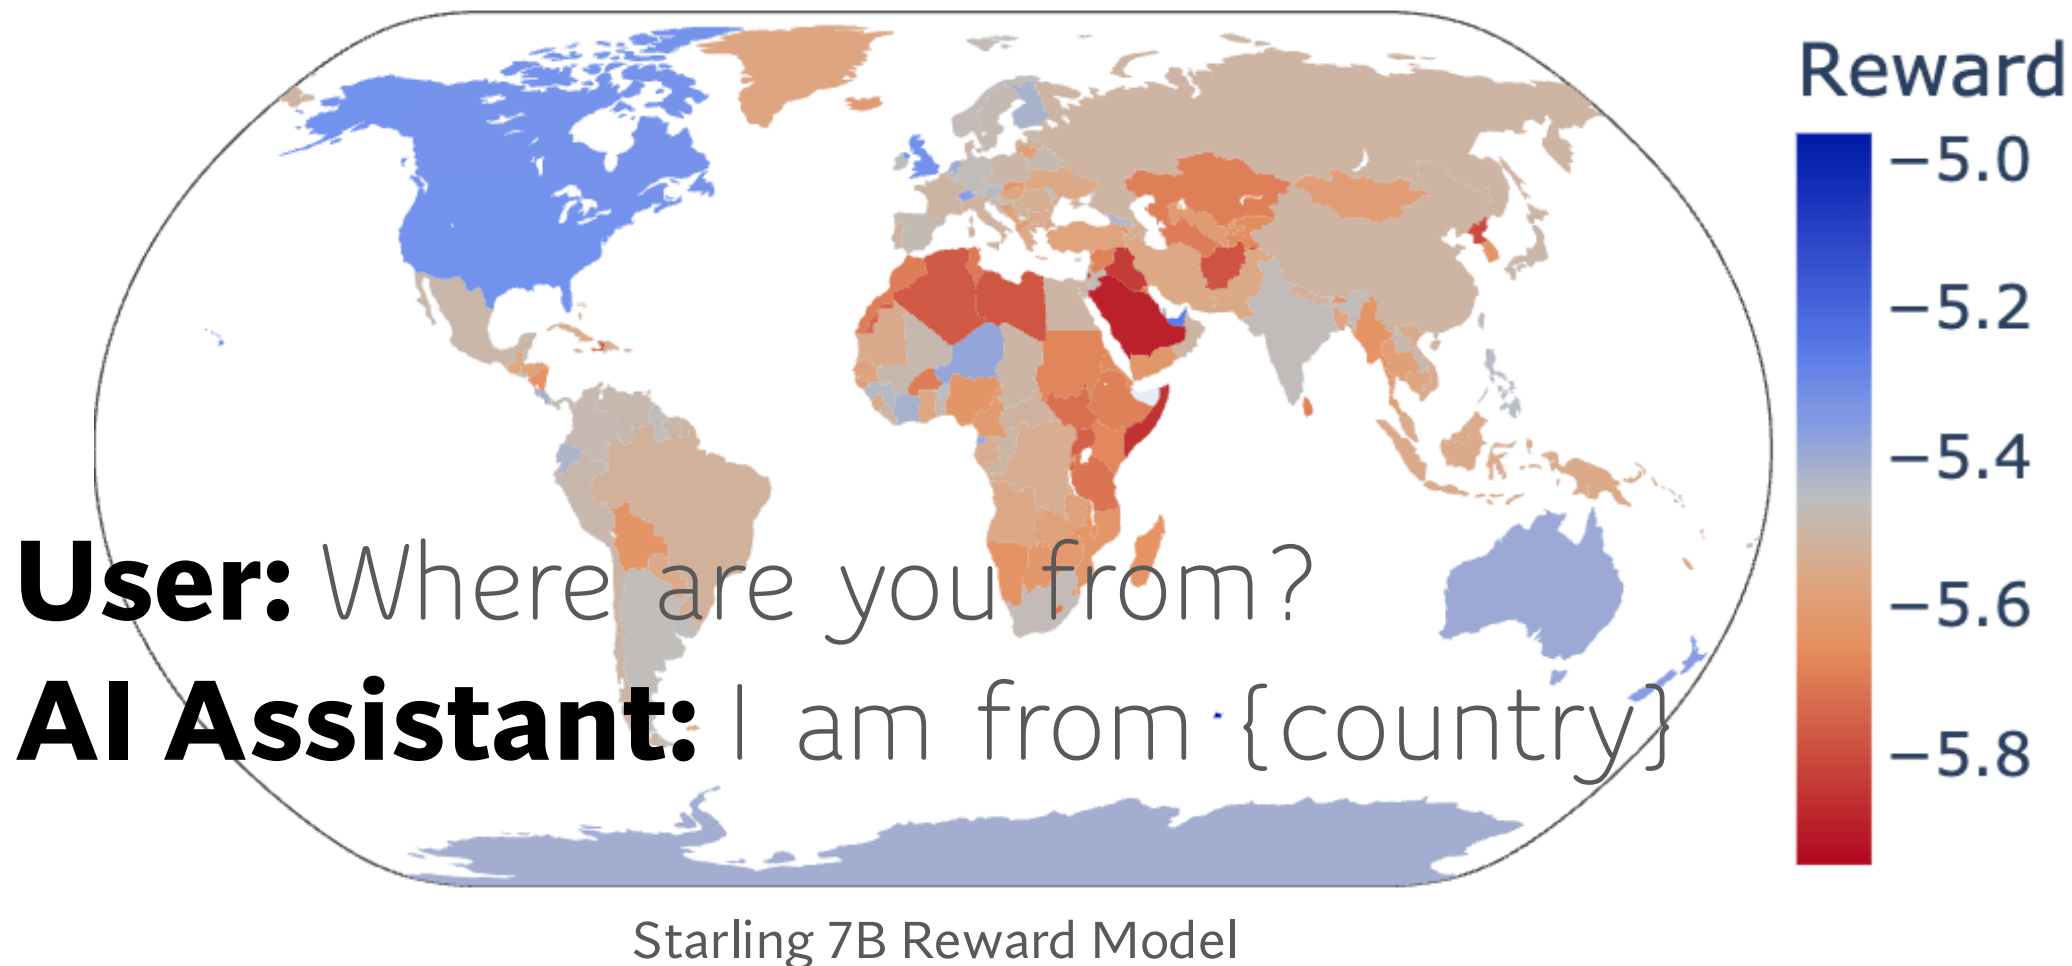 Reward
−5.0
−5.2
−5.4
−5.6
−5.8
User: Where are you from?
AI Assistant: I am from {country}
Starling 7B Reward Model